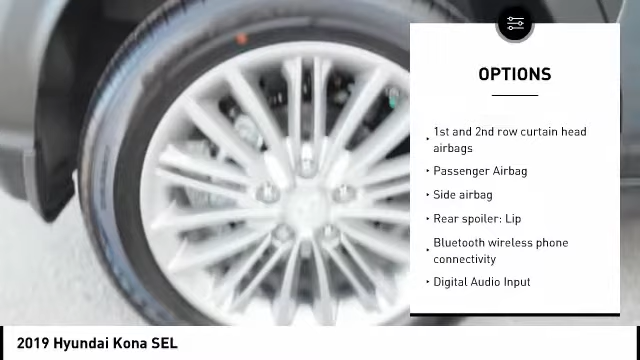 OPTIONS
1st and 2nd row curtain head
airbags
Passenger Airbag
Side airbag
Rear spoiler: Lip
Bluetooth wireless phone
connectivity
Digital Audio Input
2019 Hyundai Kona SEL